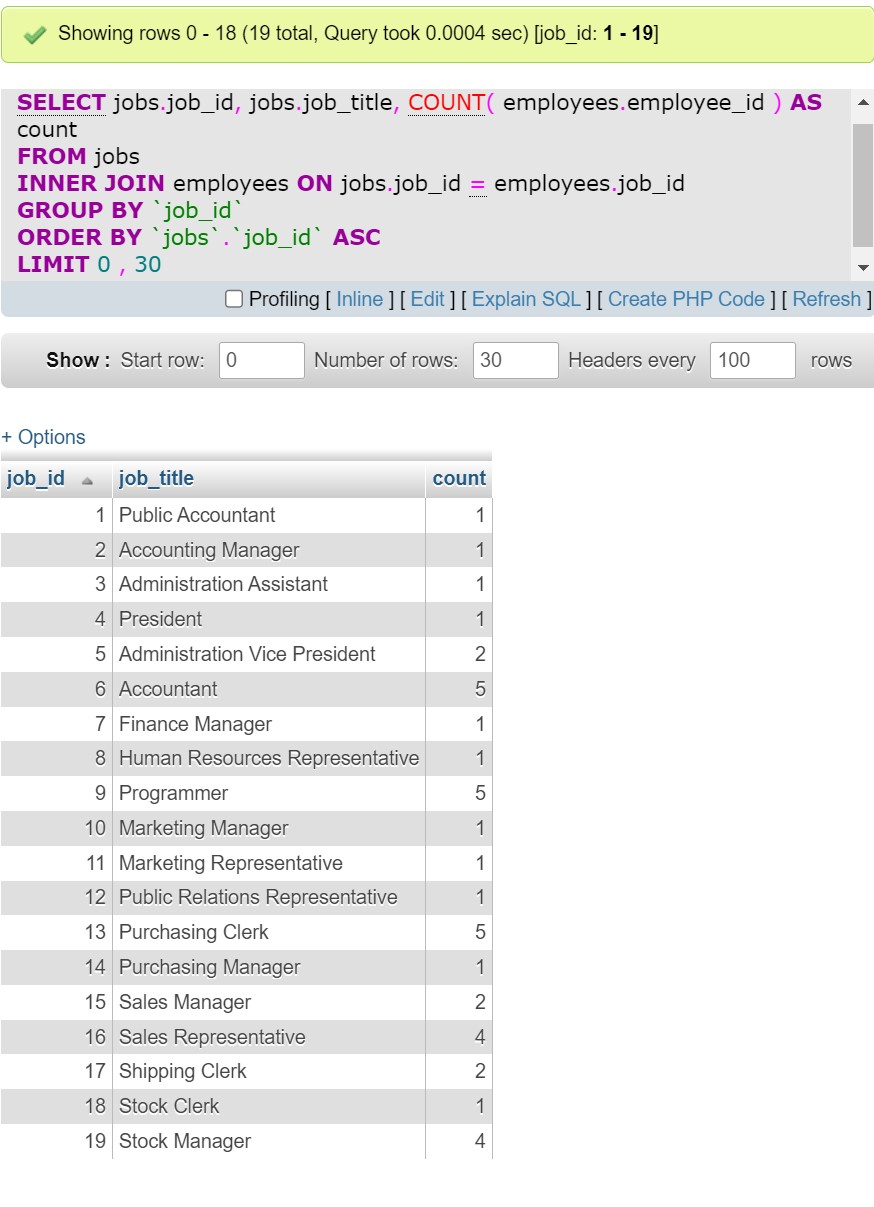 Showing rows 0 - 18 (19 total, Query took 0.0004 sec) [job_id: 1 - 19]
SELECT jobs.job_id, jobs.job_title, COUNT( employees.employee_id ) AS
count
FROM jobs
INNER JOIN employees ON jobs.job_id = employees.job_id
GROUP BY `job_id`
ORDER BY `jobs`.`job_id` ASC
LIMIT 0 , 30
Profiling [ Inline ] [ Edit ] [ Explain SQL ] [ Create PHP Code ] [ Refresh ]
Show : Start row: 0 Number of rows: 30 Headers every 100 rows
+ Options
job_id job_title count
1 Public Accountant 1
2 Accounting Manager 1
3 Administration Assistant 1
4 President 1
5 Administration Vice President 2
6 Accountant 5
7 Finance Manager 1
8 Human Resources Representative 1
9 Programmer 5
10 Marketing Manager 1
11 Marketing Representative 1
12 Public Relations Representative 1
13 Purchasing Clerk 5
14 Purchasing Manager 1
15 Sales Manager 2
16 Sales Representative 4
17 Shipping Clerk 2
18 Stock Clerk 1
19 Stock Manager 4